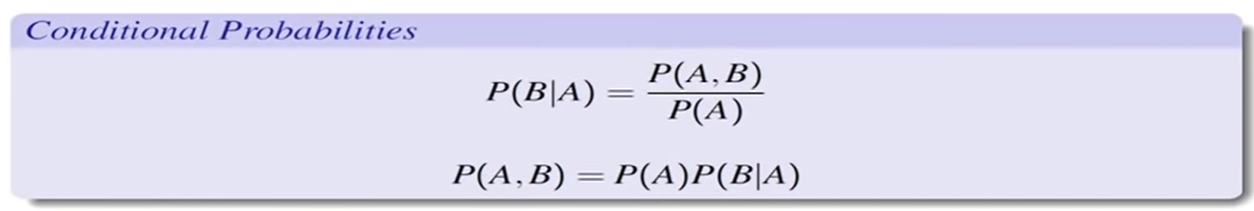 Conditional Probabilities
P(B|A) = P(A, B) / P(A)
P(A, B) = P(A)P(B|A)